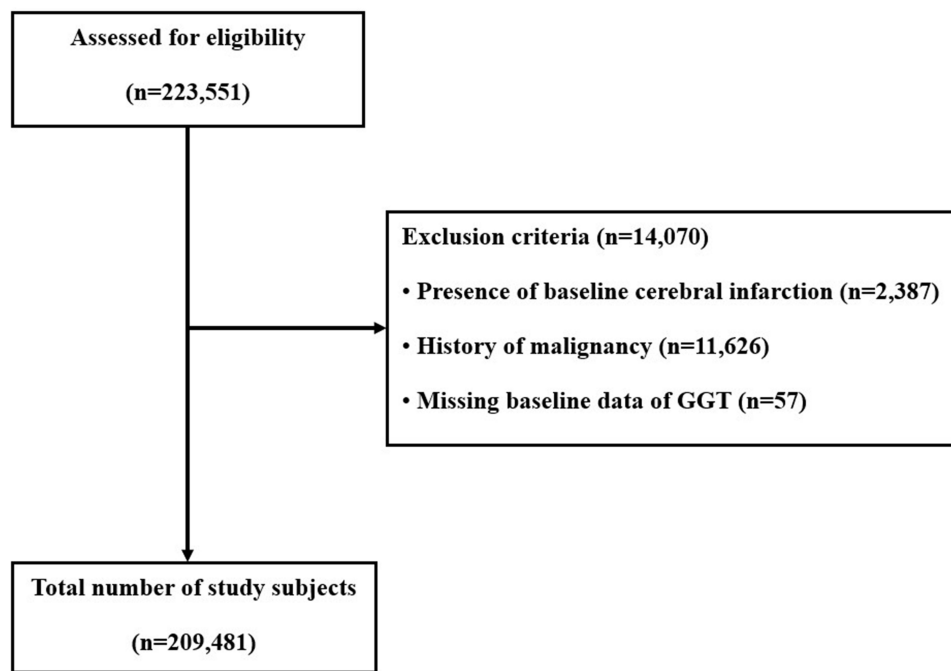 Assessed for eligibility
(n=223,551)
Exclusion criteria (n=14,070)
• Presence of baseline cerebral infarction (n=2,387)
• History of malignancy (n=11,626)
• Missing baseline data of GGT (n=57)
Total number of study subjects
(n=209,481)